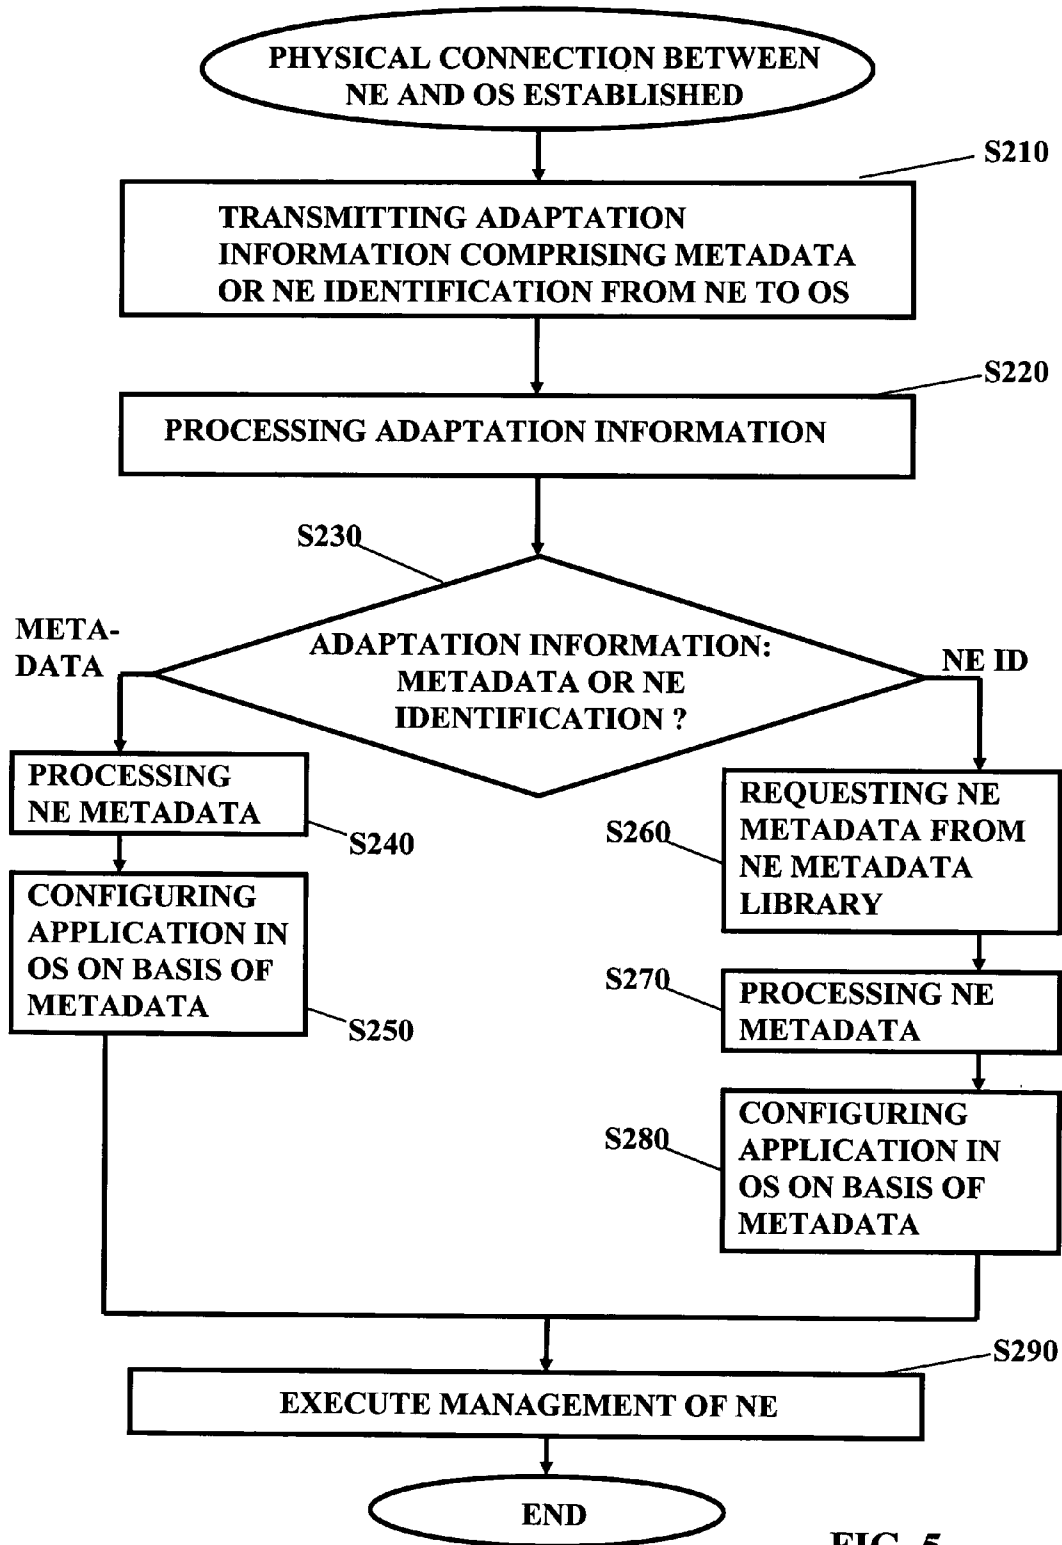 PHYSICAL CONNECTION BETWEEN
NE AND OS ESTABLISHED
S210
TRANSMITTING ADAPTATION
INFORMATION COMPRISING METADATA
OR NE IDENTIFICATION FROM NE TO OS
S220
PROCESSING ADAPTATION INFORMATION
S230
META-
DATA
ADAPTATION INFORMATION:
METADATA OR NE
IDENTIFICATION ?
NE ID
PROCESSING
NE METADATA
S240
CONFIGURING
APPLICATION IN
OS ON BASIS OF
METADATA
S250
S260
REQUESTING NE
METADATA FROM
NE METADATA
LIBRARY
S270
PROCESSING NE
METADATA
S280
CONFIGURING
APPLICATION IN
OS ON BASIS OF
METADATA
S290
EXECUTE MANAGEMENT OF NE
END
FIG. 5